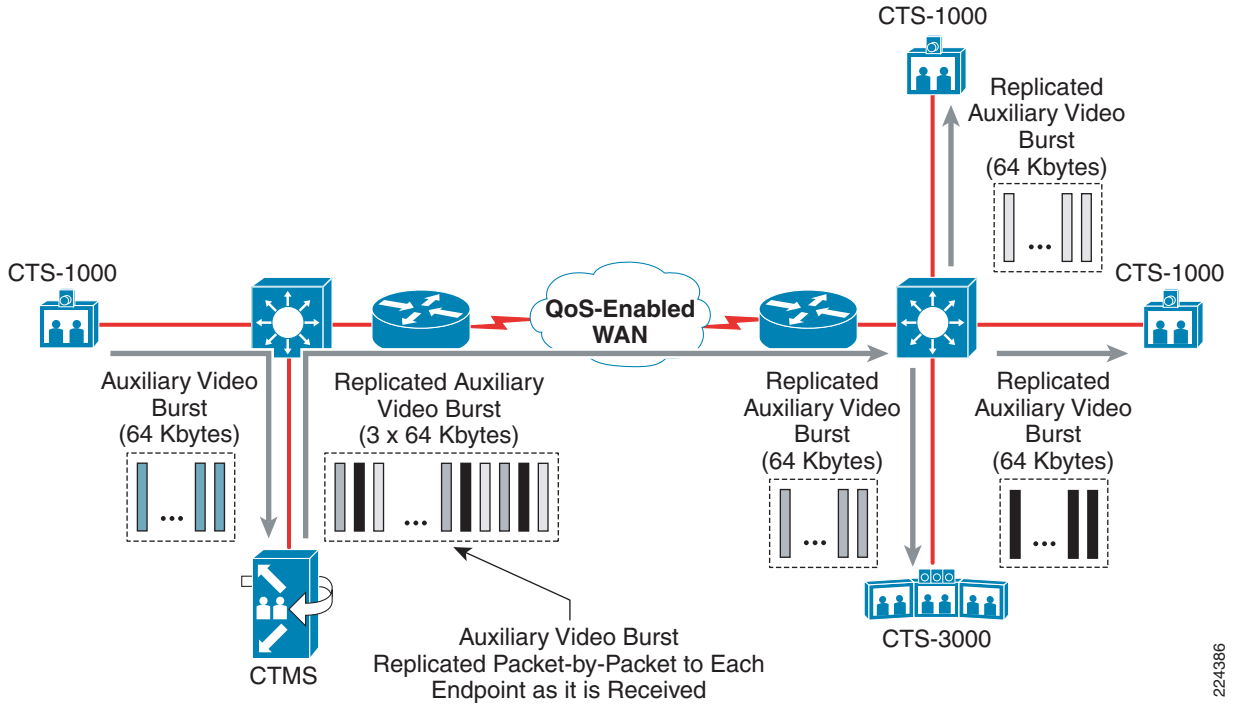 CTS-1000
Replicated
Auxiliary Video
Burst
(64 Kbytes)
...
CTS-1000
CTS-1000
QoS-Enabled
WAN
Auxiliary Video
Burst
(64 Kbytes)
...
Replicated Auxiliary
Video Burst
(3 x 64 Kbytes)
...
Replicated
Auxiliary Video
Burst
(64 Kbytes)
...
Replicated
Auxiliary Video
Burst
(64 Kbytes)
...
CTMS
Auxiliary Video Burst
Replicated Packet-by-Packet to Each
Endpoint as it is Received
CTS-3000
224386